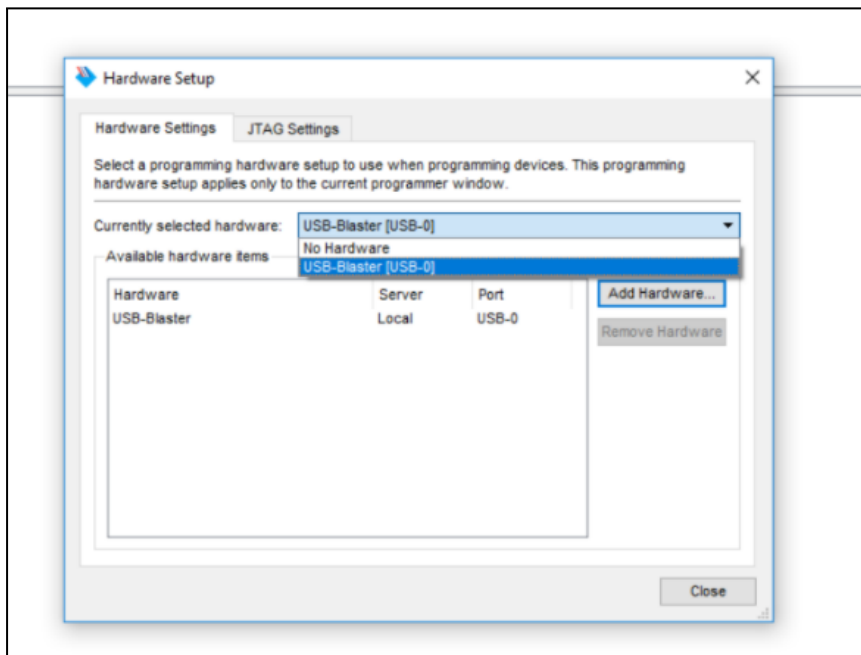 Hardware Setup
Hardware Settings
JTAG Settings
Select a programming hardware setup to use when programming devices. This programming
hardware setup applies only to the current programmer window.
Currently selected hardware:
USB-Blaster [USB-0]
No Hardware
USB-Blaster [USB-0]
Available hardware items
Hardware Server Port
USB-Blaster Local USB-0
Add Hardware...
Remove Hardware
Close